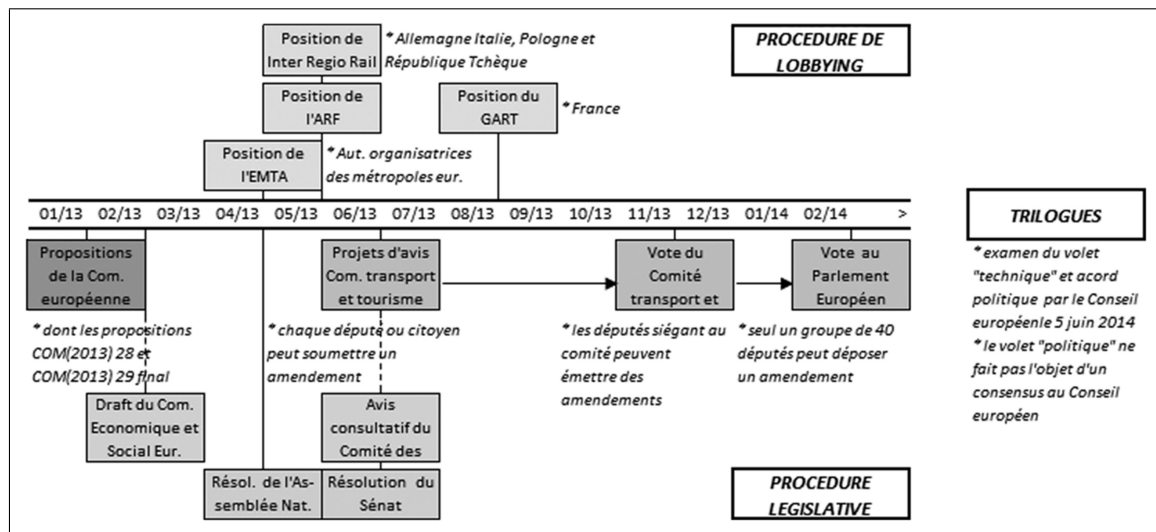 Position de
Inter Regio Rail
* Allemagne Italie, Pologne et
République Tchèque
PROCEDURE DE
LOBBYING
Position de
l'ARF
Position du
GART
* France
Position de
l'EMTA
* Aut. organisatrices
des métropoles eur.
01/13 02/13 03/13 04/13 05/13 06/13 07/13 08/13 09/13 10/13 11/13 12/13 01/14 02/14 >
Propositions
de la Com.
européenne
Projets d'avis
Com. transport
et tourisme
Vote du
Comité
transport et
Vote au
Parlement
Européen
* dont les propositions
COM(2013) 28 et
COM(2013) 29 final
* chaque député ou citoyen
peut soumettre un
amendement
* les députés siégant au
comité peuvent
émettre des
amendements
* seul un groupe de 40
députés peut déposer
un amendement
TRILOGUES
* examen du volet
"technique" et acord
politique par le Conseil
européenle 5 juin 2014
* le volet "politique" ne
fait pas l'objet d'un
consensus au Conseil
européen
Draft du Com.
Economique et
Social Eur.
Avis
consultatif du
Comité des
Résol. de l'As-
semblée Nat.
Résolution du
Sénat
PROCEDURE
LEGISLATIVE